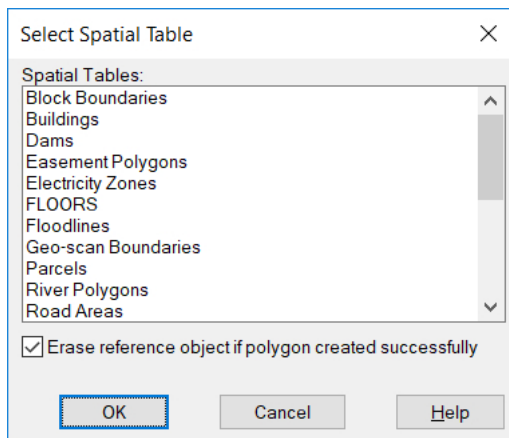 Select Spatial Table
Spatial Tables:
Block Boundaries
Buildings
Dams
Easement Polygons
Electricity Zones
FLOORS
Floodlines
Geo-scan Boundaries
Parcels
River Polygons
Road Areas
Erase reference object if polygon created successfully
OK Cancel Help